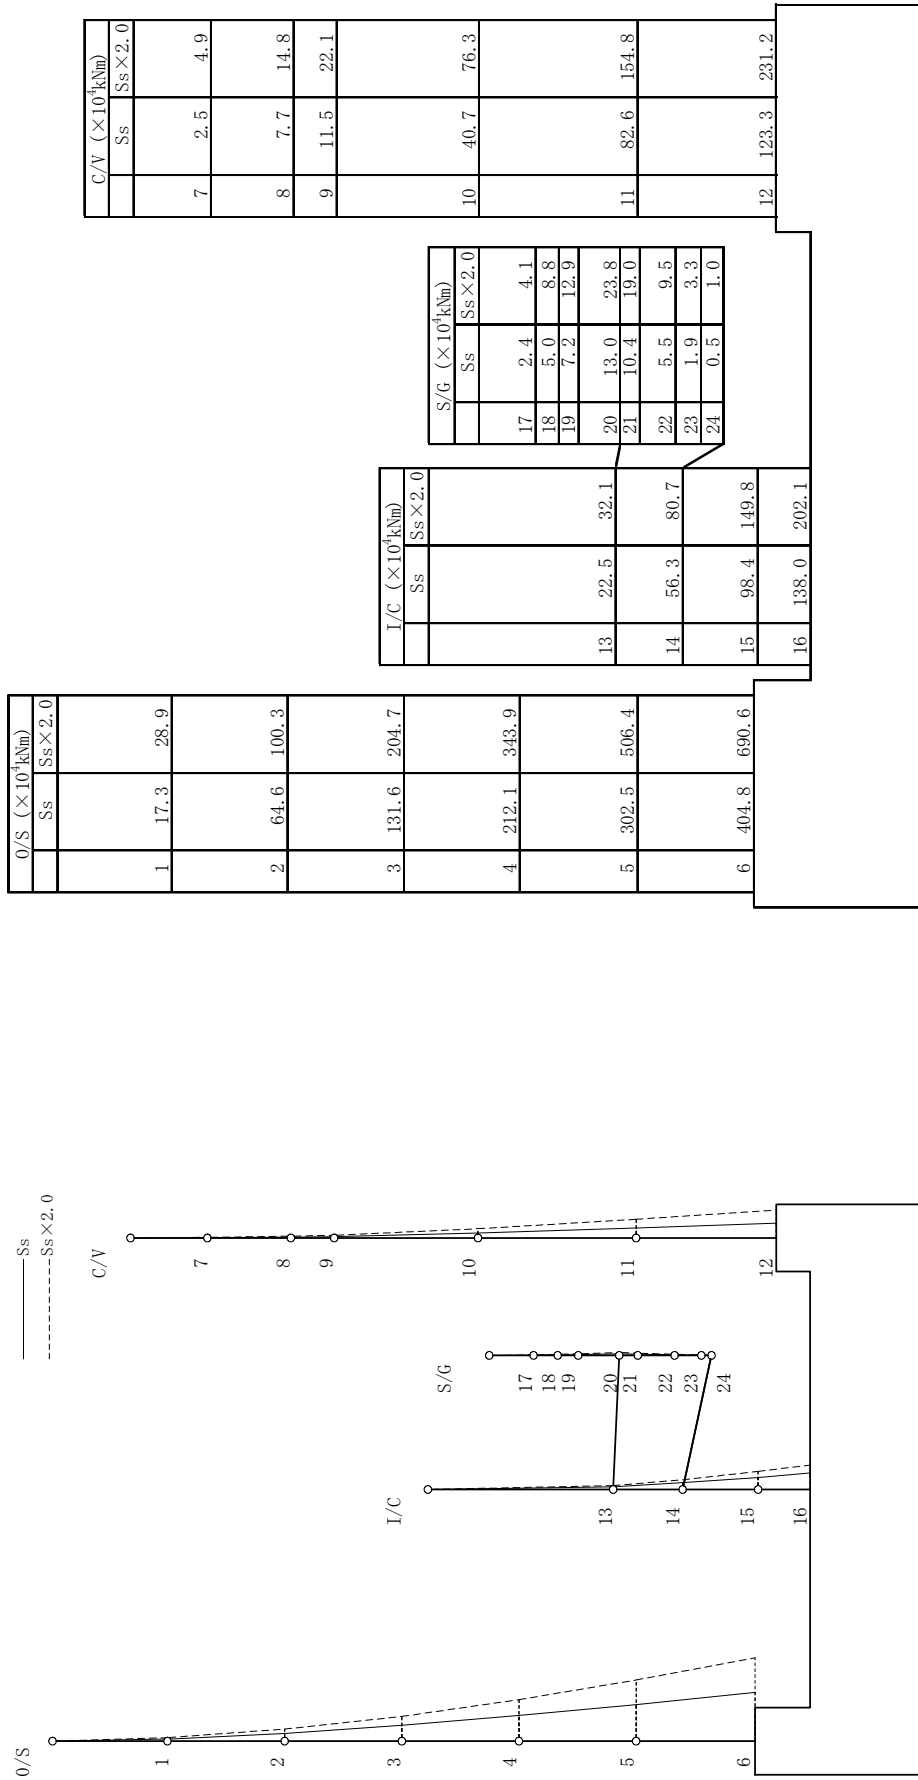 Ss
Ss×2.0
O/S
1
2
3
4
5
6
I/C
13
14
15
16
S/G
17
18
19
20
21
22
23
24
C/V
7
8
9
10
11
12
O/S (×10⁴kNm)
Ss Ss×2.0
1 17.3 28.9
2 64.6 100.3
3 131.6 204.7
4 212.1 343.9
5 302.5 506.4
6 404.8 690.6
I/C (×10⁴kNm)
Ss Ss×2.0
13 22.5 32.1
14 56.3 80.7
15 98.4 149.8
16 138.0 202.1
S/G (×10⁴kNm)
Ss Ss×2.0
17 2.4 4.1
18 5.0 8.8
19 7.2 12.9
20 13.0 23.8
21 10.4 19.0
22 5.5 9.5
23 1.9 3.3
24 0.5 1.0
C/V (×10⁴kNm)
Ss Ss×2.0
7 2.5 4.9
8 7.7 14.8
9 11.5 22.1
10 40.7 76.3
11 82.6 154.8
12 123.3 231.2